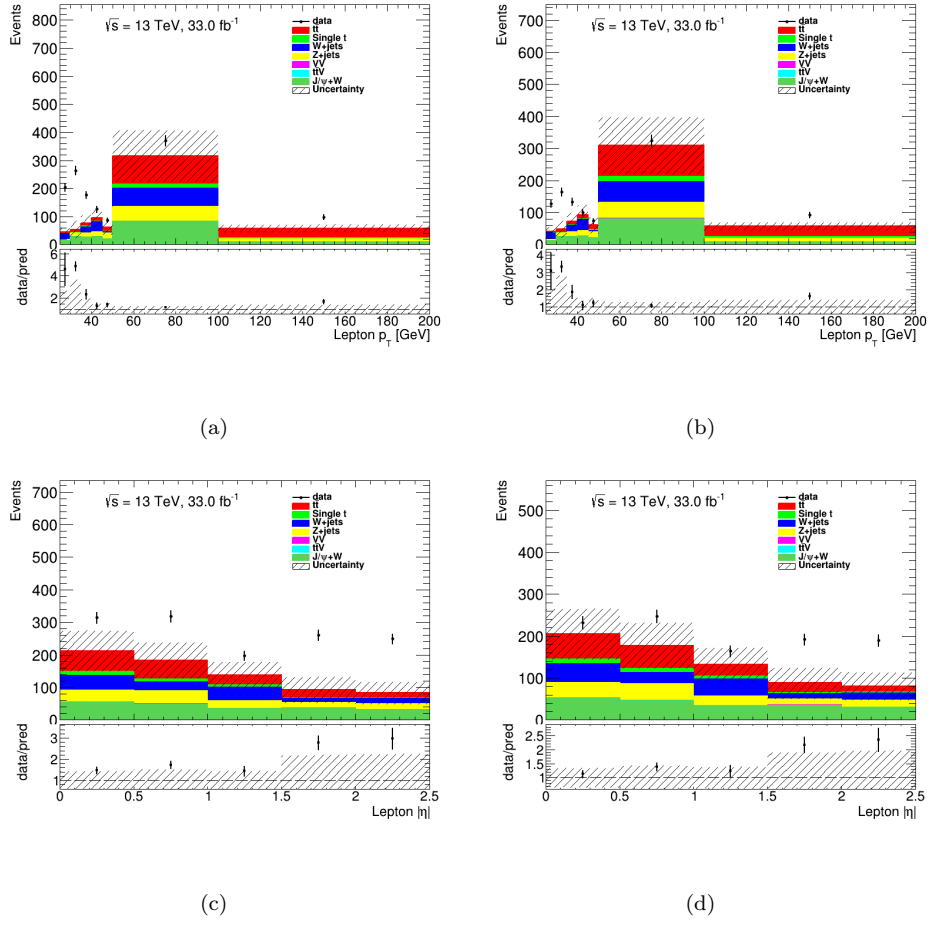 Events
800
700
600
500
400
300
200
100
0
√s = 13 TeV, 33.0 fb⁻¹
data
tt
Single t
W+jets
Z+jets
VV
ttV
J/ψ+W
Uncertainty
data/pred
6
4
2
40 60 80 100 120 140 160 180 200
Lepton p_T [GeV]
(a)
Events
700
600
500
400
300
200
100
0
√s = 13 TeV, 33.0 fb⁻¹
data
tt
Single t
W+jets
Z+jets
VV
ttV
J/ψ+W
Uncertainty
data/pred
4
3
2
1
40 60 80 100 120 140 160 180 200
Lepton p_T [GeV]
(b)
Events
700
600
500
400
300
200
100
0
√s = 13 TeV, 33.0 fb⁻¹
data
tt
Single t
W+jets
Z+jets
VV
ttV
J/ψ+W
Uncertainty
data/pred
3
2
1
0 0.5 1 1.5 2 2.5
Lepton |η|
(c)
Events
500
400
300
200
100
0
√s = 13 TeV, 33.0 fb⁻¹
data
tt
Single t
W+jets
Z+jets
VV
ttV
J/ψ+W
Uncertainty
data/pred
2.5
2
1.5
1
0 0.5 1 1.5 2 2.5
Lepton |η|
(d)